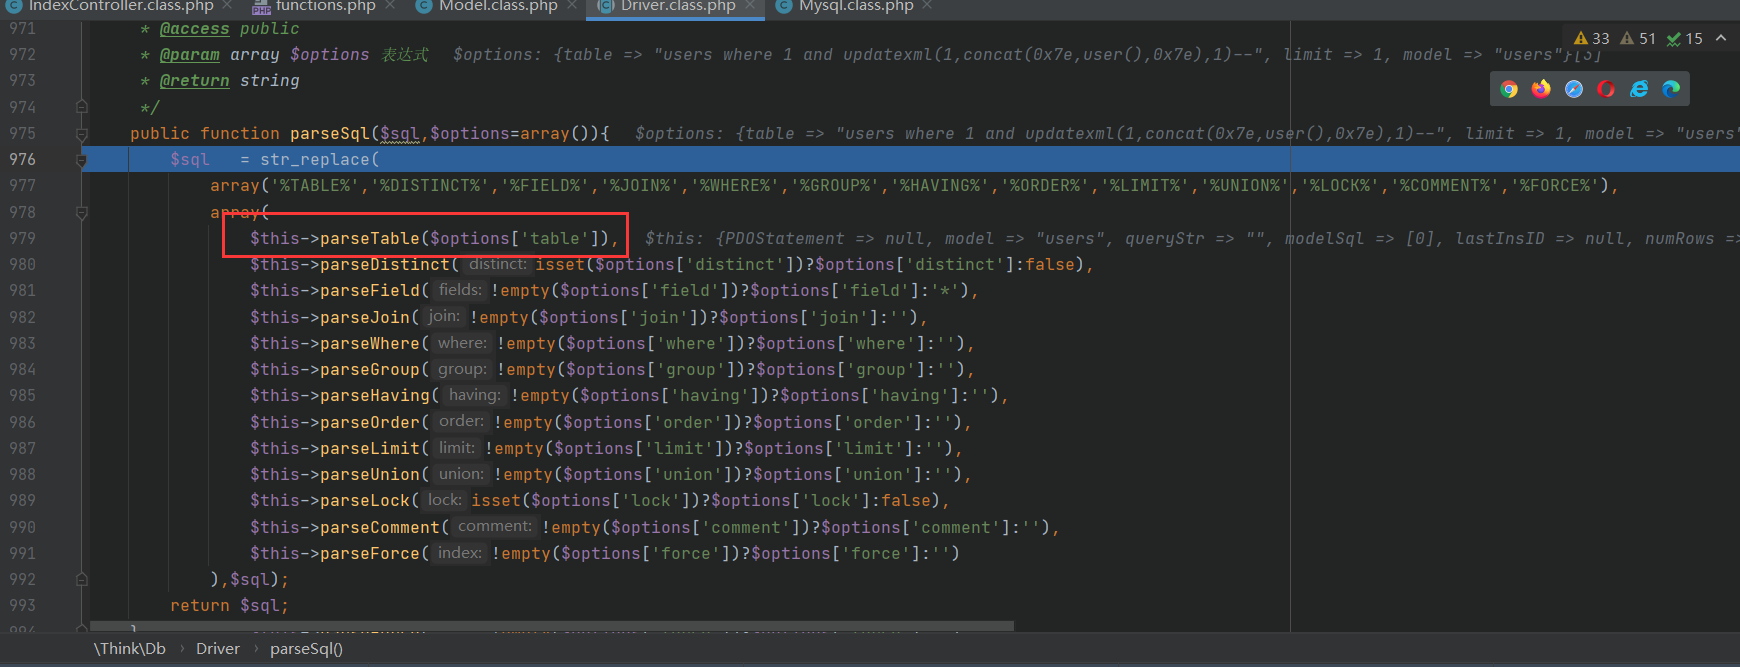 IndexController.class.php × functions.php × Model.class.php × Driver.class.php × Mysql.class.php ×
971 * @access public
972 * @param array $options 表达式 $options: {table => "users where 1 and updatexml(1,concat(0x7e,user(),0x7e),1)--", limit => 1, model => "users"}[3]
33 51 15
973 * @return string
974 */
975 public function parseSql($sql,$options=array()){ $options: {table => "users where 1 and updatexml(1,concat(0x7e,user(),0x7e),1)--", limit => 1, model => "users"
976 $sql = str_replace(
977 array('%TABLE%','%DISTINCT%','%FIELD%','%JOIN%','%WHERE%','%GROUP%','%HAVING%','%ORDER%','%LIMIT%','%UNION%','%LOCK%','%COMMENT%','%FORCE%'),
978 array(
979 $this->parseTable($options['table']), $this: {PDOStatement => null, model => "users", queryStr => "", modelSql => [0], lastInsID => null, numRows =>
980 $this->parseDistinct( distinct: isset($options['distinct'])?$options['distinct']:false),
981 $this->parseField( fields: !empty($options['field'])?$options['field']:'*'),
982 $this->parseJoin( join: !empty($options['join'])?$options['join']:''),
983 $this->parseWhere( where: !empty($options['where'])?$options['where']:''),
984 $this->parseGroup( group: !empty($options['group'])?$options['group']:''),
985 $this->parseHaving( having: !empty($options['having'])?$options['having']:''),
986 $this->parseOrder( order: !empty($options['order'])?$options['order']:''),
987 $this->parseLimit( limit: !empty($options['limit'])?$options['limit']:''),
988 $this->parseUnion( union: !empty($options['union'])?$options['union']:''),
989 $this->parseLock( lock: isset($options['lock'])?$options['lock']:false),
990 $this->parseComment( comment: !empty($options['comment'])?$options['comment']:''),
991 $this->parseForce( index: !empty($options['force'])?$options['force']:'')
992 ),$sql);
993 return $sql;
994 }
\Think\Db › Driver › parseSql()